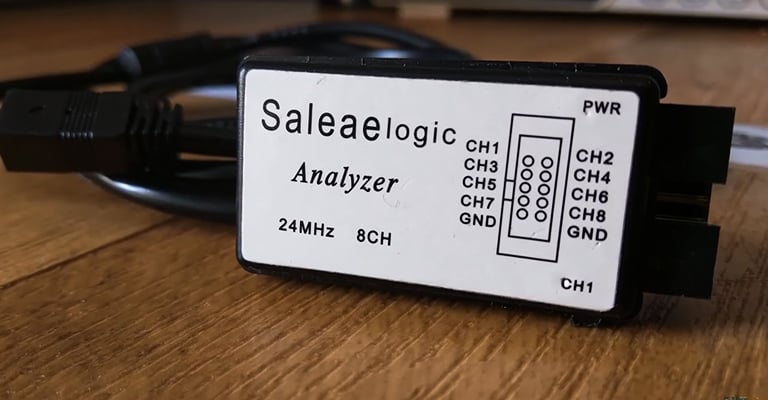 PWR
Saleaelogic
Analyzer
24MHz 8CH
CH1
CH3
CH5
CH7
GND
CH2
CH4
CH6
CH8
GND
CH1